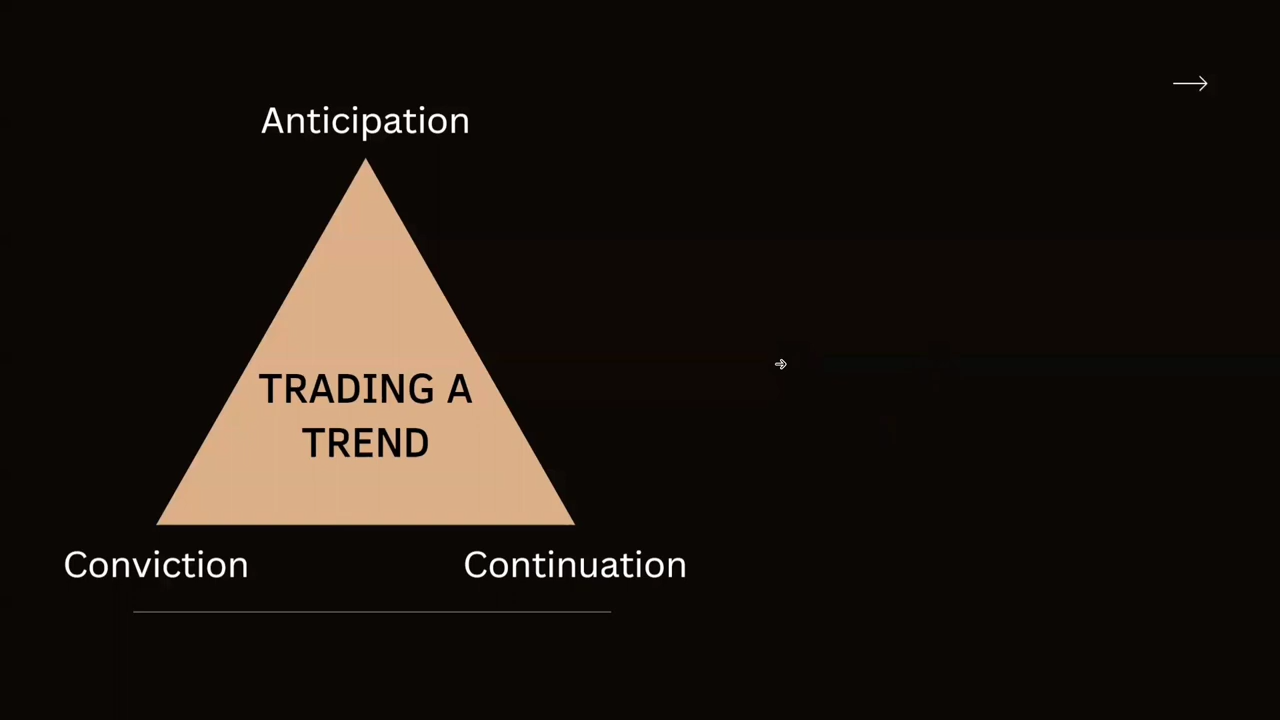 Anticipation
TRADING A
TREND
Conviction
Continuation